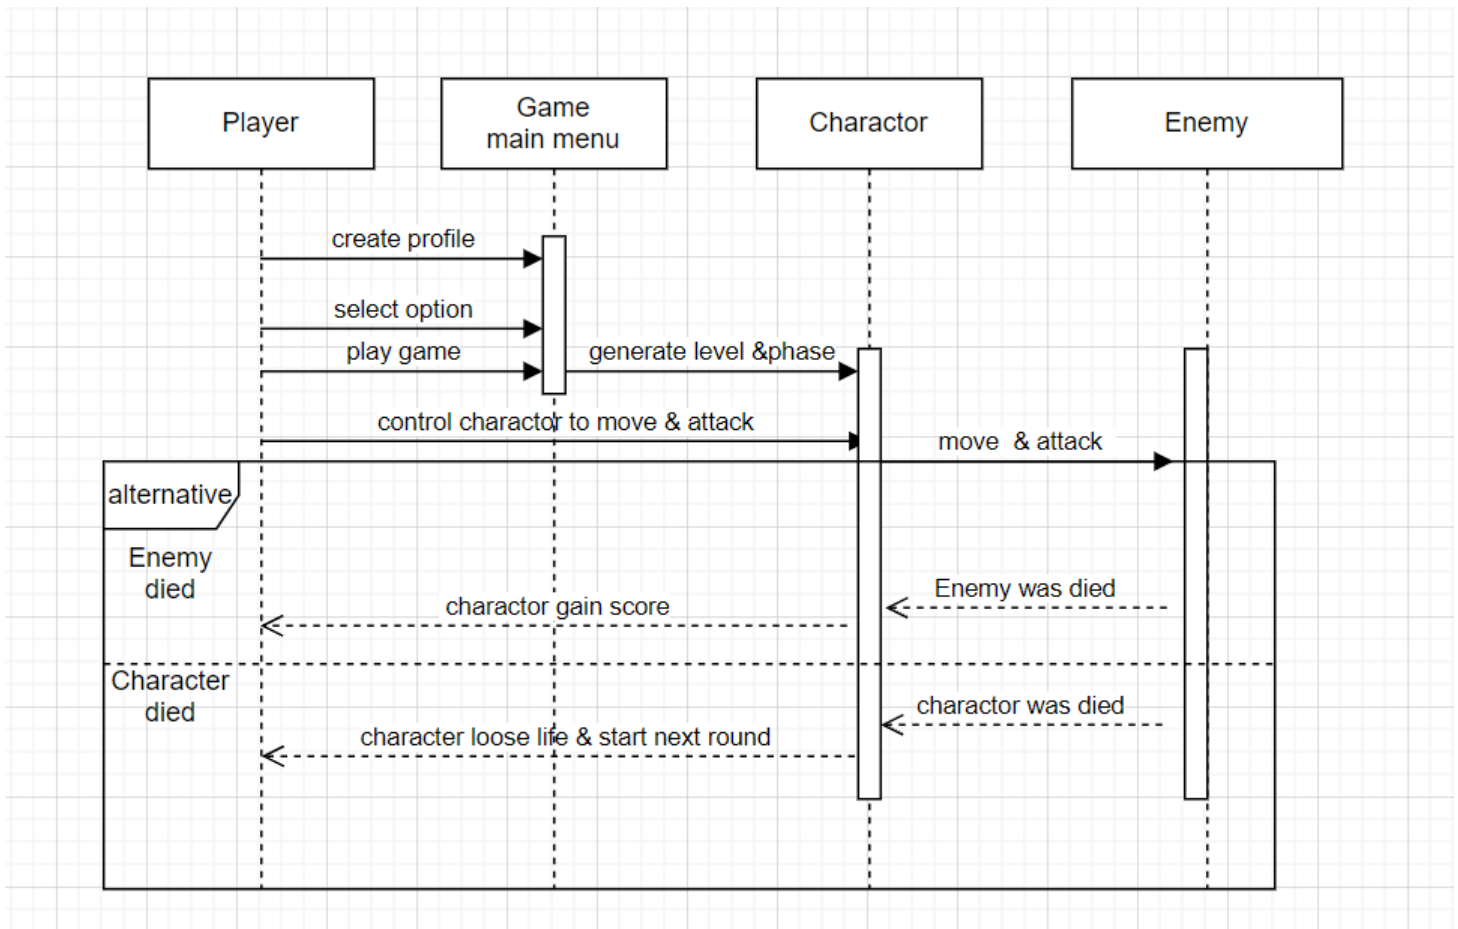 Player
Game
main menu
Charactor
Enemy
create profile
select option
play game
generate level &phase
control charactor to move & attack
move  & attack
alternative
Enemy
died
Enemy was died
charactor gain score
Character
died
charactor was died
character loose life & start next round